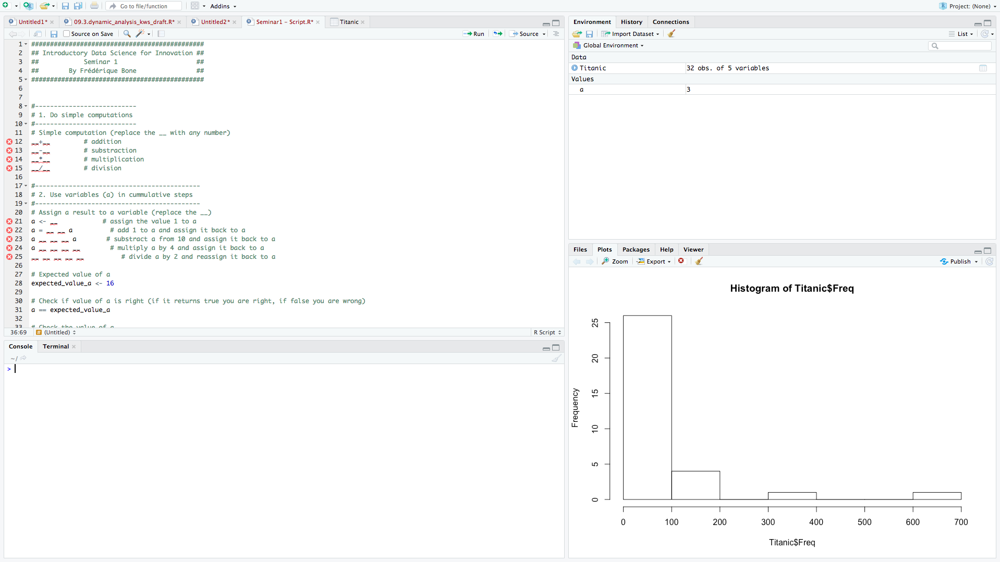 Go to file/function
Addins
Project: (None)
Untitled1*
09.3.dynamic_analysis_kws_draft.R*
Untitled2*
Seminar1 – Script.R*
Titanic
Source on Save
Run
Source
1 ##############################################
2 ## Introductory Data Science for Innovation ##
3 ##            Seminar 1                     ##
4 ##        By Frédérique Bone                ##
5 ##############################################
6
7
8 #---------------------------
9 # 1. Do simple computations
10 #---------------------------
11 # Simple computation (replace the __ with any number)
12 __+__         # addition
13 __-__         # substraction
14 __*__         # multiplication
15 __/__         # division
16
17 #--------------------------------------------
18 # 2. Use variables (a) in cummulative steps
19 #--------------------------------------------
20 # Assign a result to a variable (replace the __)
21 a <- __            # assign the value 1 to a
22 a = __ __ a          # add 1 to a and assign it back to a
23 a __ __ __ a        # substract a from 10 and assign it back to a
24 a __ __ __ __        # multiply a by 4 and assign it back to a
25 __ __ __ __ __          # divide a by 2 and reassign it back to a
26
27 # Expected value of a
28 expected_value_a <- 16
29
30 # Check if value of a is right (if it returns true you are right, if false you are wrong)
31 a == expected_value_a
32
33 # Check the value of a
36:69
# (Untitled)
R Script
Console
Terminal
~/
>
Environment
History
Connections
Import Dataset
List
Global Environment
Data
Titanic 32 obs. of 5 variables
Values
a 3
Files
Plots
Packages
Help
Viewer
Zoom
Export
Publish
Histogram of Titanic$Freq
Frequency
25
20
15
10
5
0
0 100 200 300 400 500 600 700
Titanic$Freq